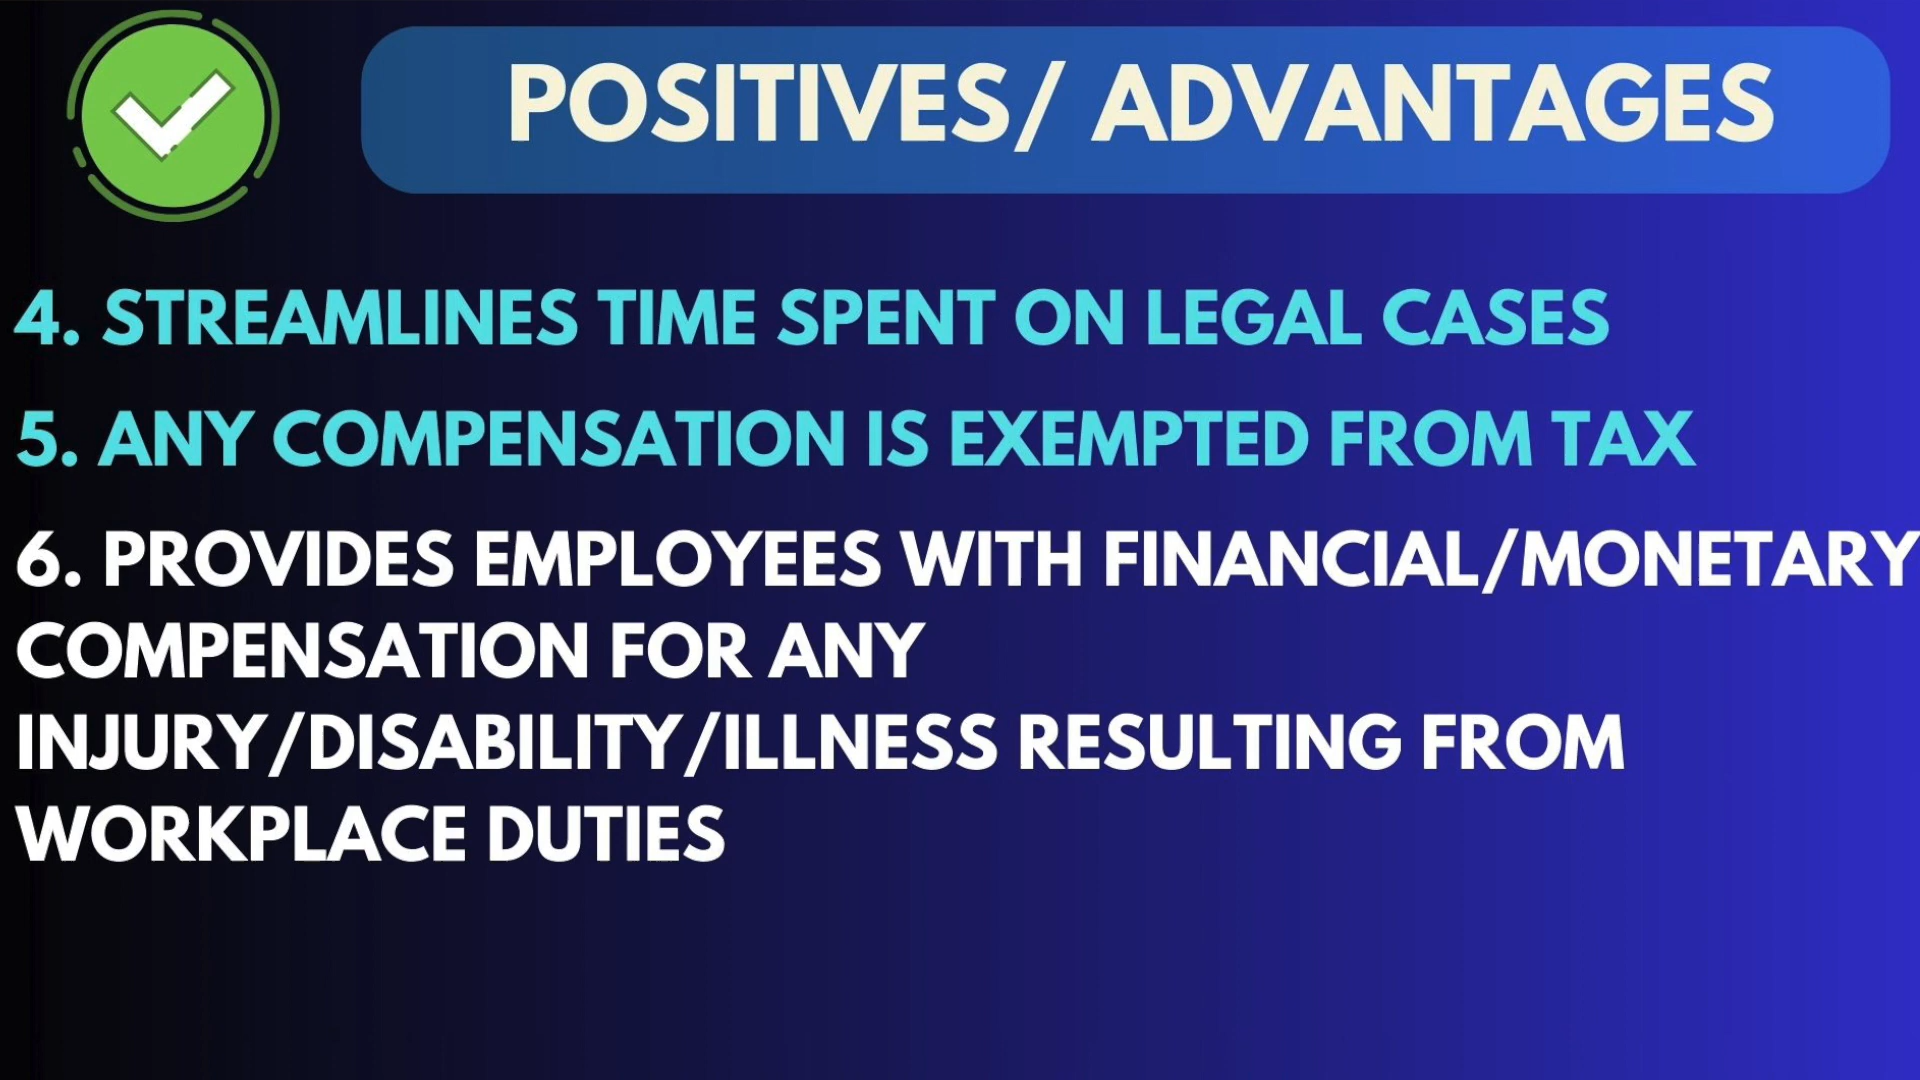 POSITIVES/ ADVANTAGES
4. STREAMLINES TIME SPENT ON LEGAL CASES
5. ANY COMPENSATION IS EXEMPTED FROM TAX
6. PROVIDES EMPLOYEES WITH FINANCIAL/MONETARY
COMPENSATION FOR ANY
INJURY/DISABILITY/ILLNESS RESULTING FROM
WORKPLACE DUTIES